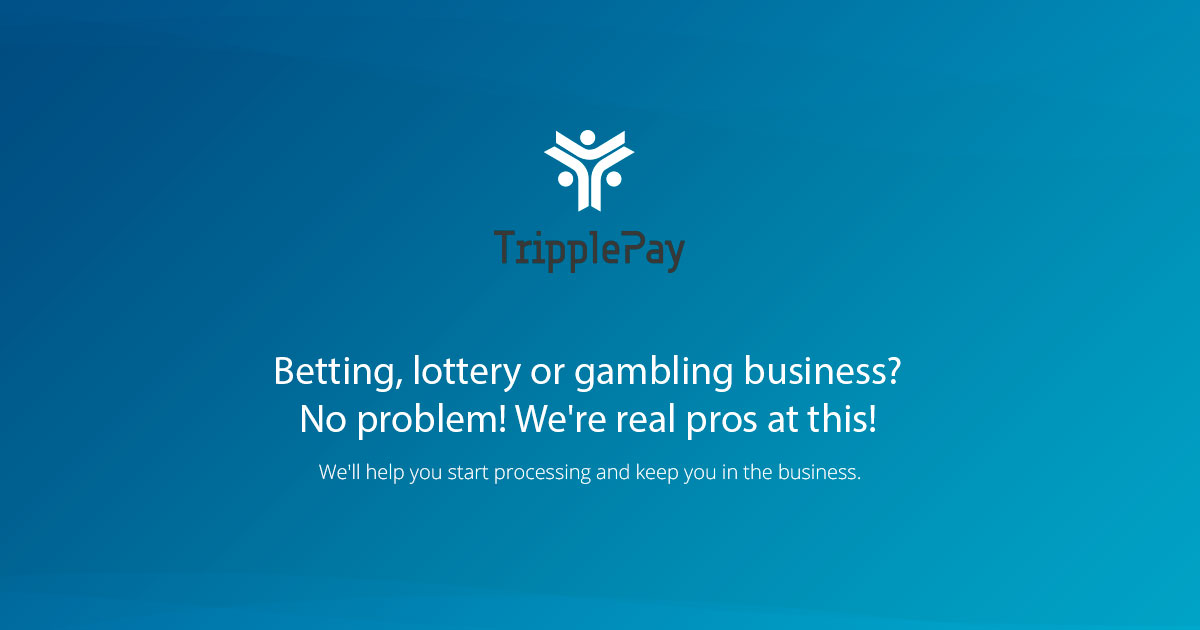 TripplePay
Betting, lottery or gambling business?
No problem! We're real pros at this!
We'll help you start processing and keep you in the business.